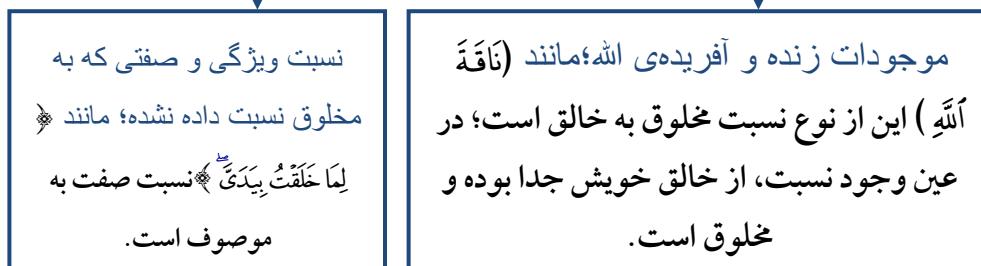 موجودات زنده و آفریده‌ی الله؛مانند (نَاقَةَ
ٱللَّهِ ) این از نوع نسبت مخلوق به خالق است؛ در
عین وجود نسبت، از خالق خویش جدا بوده و
مخلوق است.
نسبت ویژگی و صفتی که به
مخلوق نسبت داده نشده؛ مانند ﴿
لِمَا خَلَقۡتُ بِيَدَيَّۖ ﴾نسبت صفت به
موصوف است.